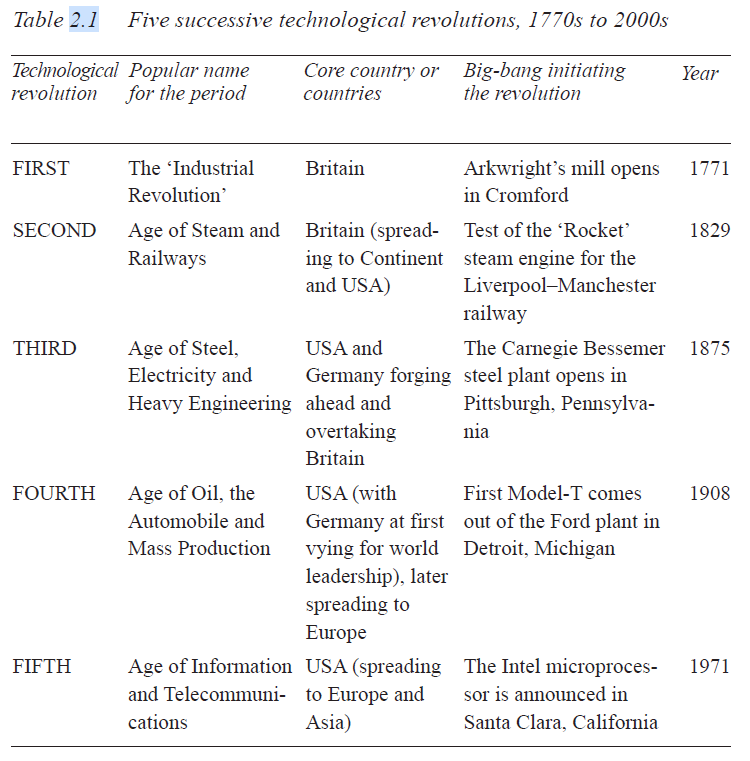 Table 2.1 Five successive technological revolutions, 1770s to 2000s
Technological Popular name Core country or Big-bang initiating Year
revolution for the period countries the revolution
FIRST The ‘Industrial Britain Arkwright’s mill opens 1771
Revolution’ in Cromford
SECOND Age of Steam and Britain (spread- Test of the ‘Rocket’ 1829
Railways ing to Continent steam engine for the
and USA) Liverpool–Manchester
railway
THIRD Age of Steel, USA and The Carnegie Bessemer 1875
Electricity and Germany forging steel plant opens in
Heavy Engineering ahead and Pittsburgh, Pennsylva-
overtaking nia
Britain
FOURTH Age of Oil, the USA (with First Model-T comes 1908
Automobile and Germany at first out of the Ford plant in
Mass Production vying for world Detroit, Michigan
leadership), later
spreading to
Europe
FIFTH Age of Information USA (spreading The Intel microproces- 1971
and Telecommuni- to Europe and sor is announced in
cations Asia) Santa Clara, California